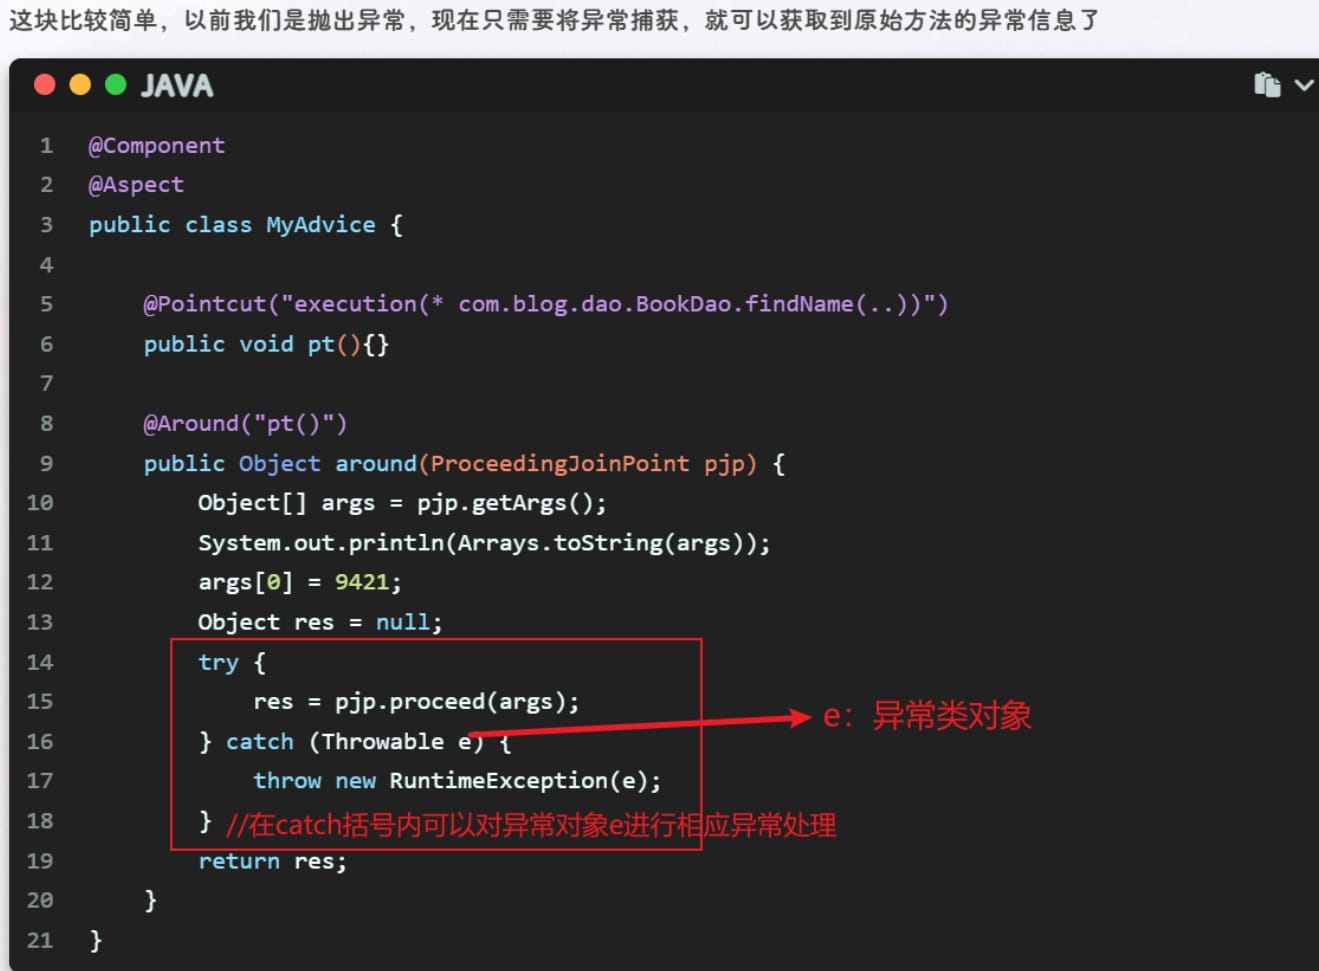 这块比较简单，以前我们是抛出异常，现在只需要将异常捕获，就可以获取到原始方法的异常信息了
JAVA
1 @Component
2 @Aspect
3 public class MyAdvice {
4
5 @Pointcut("execution(* com.blog.dao.BookDao.findName(..))")
6 public void pt(){}
7
8 @Around("pt()")
9 public Object around(ProceedingJoinPoint pjp) {
10 Object[] args = pjp.getArgs();
11 System.out.println(Arrays.toString(args));
12 args[0] = 9421;
13 Object res = null;
14 try {
15 res = pjp.proceed(args);
16 } catch (Throwable e) {
e：异常类对象
17 throw new RuntimeException(e);
18 } //在catch括号内可以对异常对象e进行相应异常处理
19 return res;
20 }
21 }